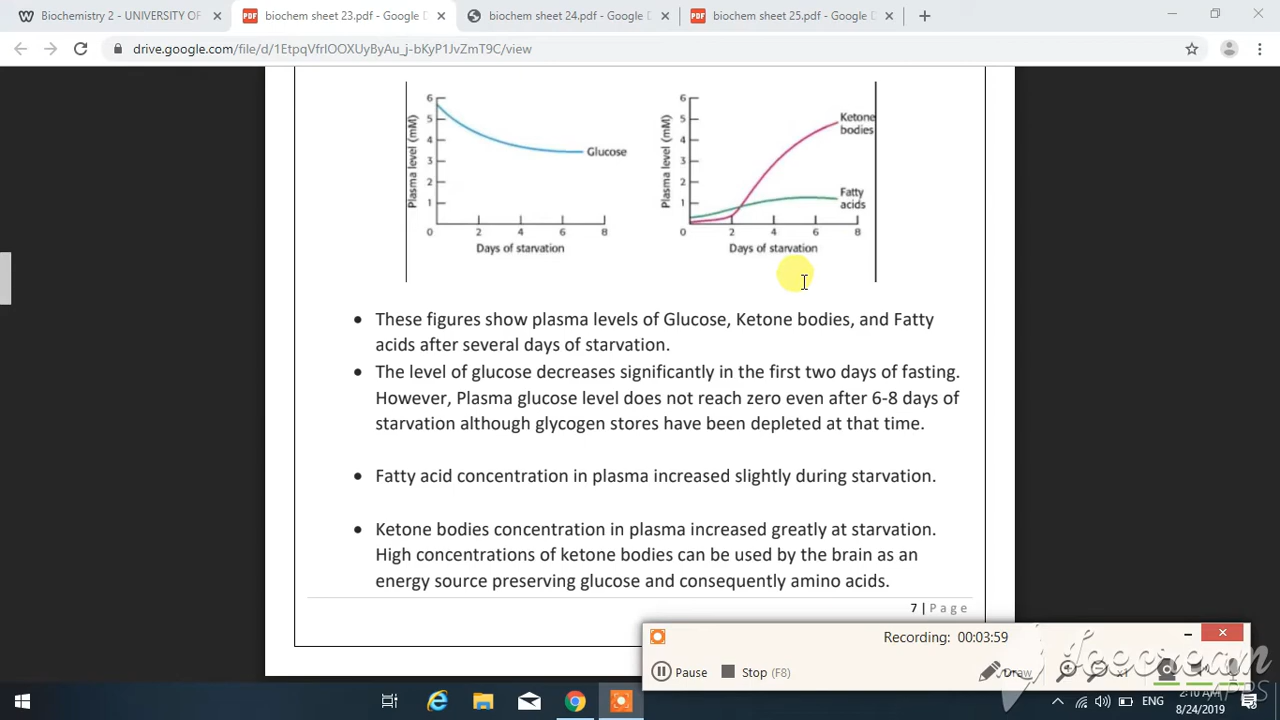 Biochemistry 2 - UNIVERSITY OF
biochem sheet 23.pdf - Google D
biochem sheet 24.pdf - Google D
biochem sheet 25.pdf - Google D
drive.google.com/file/d/1EtpqVfrIOOXUyByAu_j-bKyP1JvZmT9C/view
Plasma level (mM)
6
5
4
3
2
1
0
2
4
6
8
Glucose
Days of starvation
Plasma level (mM)
6
5
4
3
2
1
0
2
4
6
8
Ketone
bodies
Fatty
acids
Days of starvation
• These figures show plasma levels of Glucose, Ketone bodies, and Fatty
acids after several days of starvation.
• The level of glucose decreases significantly in the first two days of fasting.
However, Plasma glucose level does not reach zero even after 6-8 days of
starvation although glycogen stores have been depleted at that time.
• Fatty acid concentration in plasma increased slightly during starvation.
• Ketone bodies concentration in plasma increased greatly at starvation.
High concentrations of ketone bodies can be used by the brain as an
energy source preserving glucose and consequently amino acids.
7 | Page
Recording: 00:03:59
Pause
Stop (F8)
Draw
x1
ENG
2:10 AM
8/24/2019
APPS